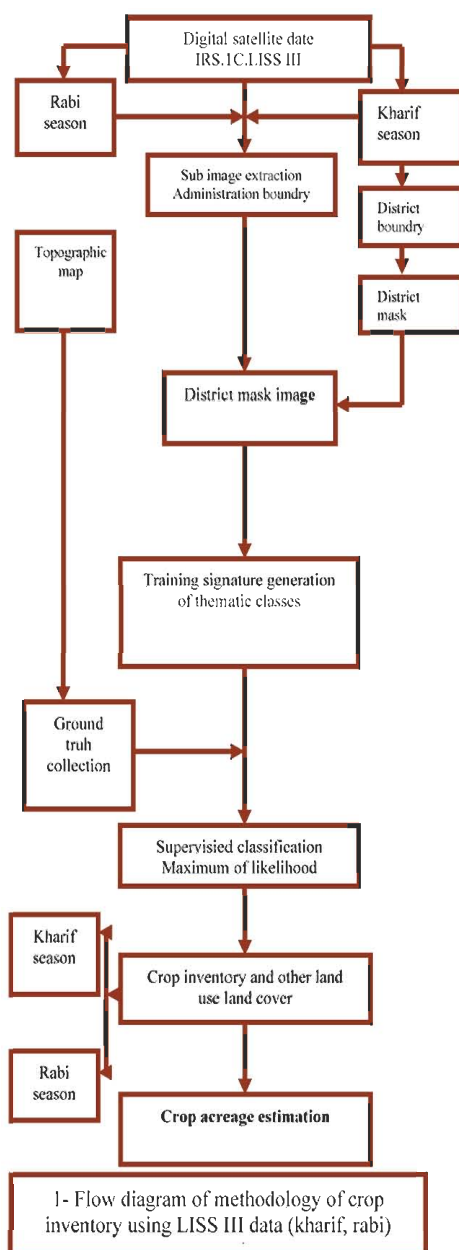 Digital satellite date
IRS.1C.LISS III
Rabi
season
Kharif
season
Sub image extraction
Administration boundry
District
boundry
Topographic
map
District
mask
District mask image
Training signature generation
of thematic classes
Ground
truh
collection
Supervisied classification
Maximum of likelihood
Kharif
season
Crop inventory and other land
use land cover
Rabi
season
Crop acreage estimation
1- Flow diagram of methodology of crop
inventory using LISS III data (kharif, rabi)